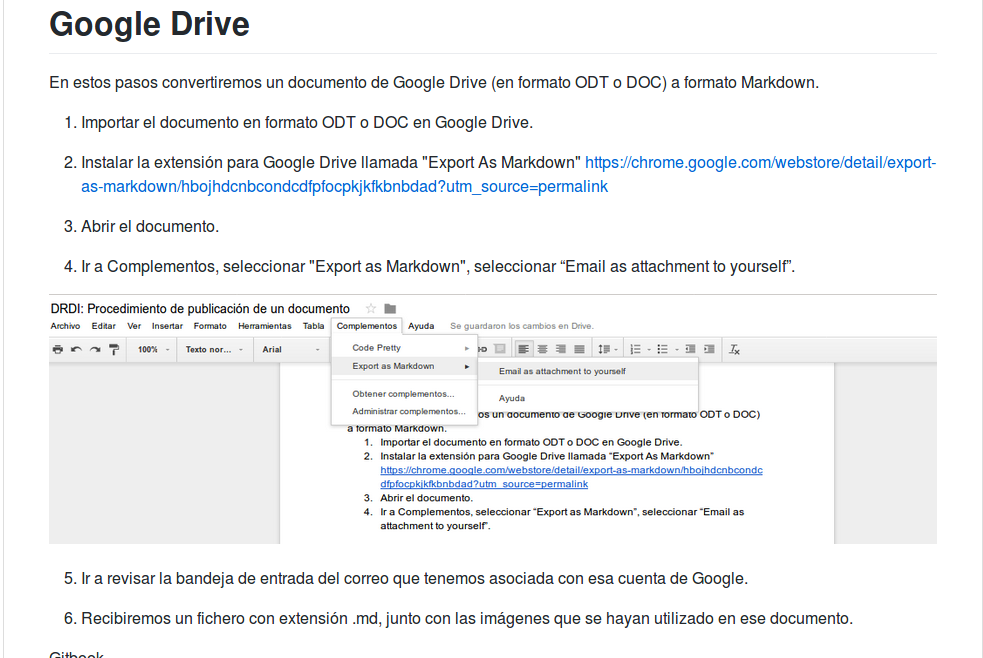 Google Drive
En estos pasos convertiremos un documento de Google Drive (en formato ODT o DOC) a formato Markdown.
1. Importar el documento en formato ODT o DOC en Google Drive.
2. Instalar la extensión para Google Drive llamada "Export As Markdown" https://chrome.google.com/webstore/detail/export-
as-markdown/hbojhdcnbcondcdfpfocpkjkfkbnbdad?utm_source=permalink
3. Abrir el documento.
4. Ir a Complementos, seleccionar "Export as Markdown", seleccionar “Email as attachment to yourself”.
DRDI: Procedimiento de publicación de un documento
Archivo Editar Ver Insertar Formato Herramientas Tabla Complementos Ayuda Se guardaron los cambios en Drive.
100% Texto nor... Arial
Code Pretty
Export as Markdown
Email as attachment to yourself
Obtener complementos...
Ayuda
Administrar complementos...
os un documento de Google Drive (en formato ODT o DOC)
a formato Markdown.
1. Importar el documento en formato ODT o DOC en Google Drive.
2. Instalar la extensión para Google Drive llamada “Export As Markdown”
https://chrome.google.com/webstore/detail/export-as-markdown/hbojhdcnbcondc
dfpfocpkjkfkbnbdad?utm_source=permalink
3. Abrir el documento.
4. Ir a Complementos, seleccionar “Export as Markdown”, seleccionar “Email as
attachment to yourself”.
5. Ir a revisar la bandeja de entrada del correo que tenemos asociada con esa cuenta de Google.
6. Recibiremos un fichero con extensión .md, junto con las imágenes que se hayan utilizado en ese documento.
Gitbook